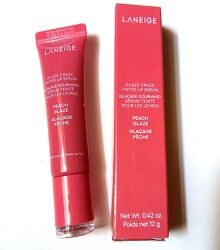 LANEIGE
GLAZE CRAZE
TINTED LIP SERUM
GLAÇAGE GOURMAND
SÉRUM TEINTÉ
POUR LES LÈVRES
PEACH
GLAZE
GLAÇAGE
PÊCHE
LANEIGE
GLAZE CRAZE
TINTED LIP SERUM
GLAÇAGE GOURMAND
SÉRUM TEINTÉ
POUR LES LÈVRES
PEACH
GLAZE
GLAÇAGE
PÊCHE
Net Wt. 0.42 oz.
Poids net 12 g